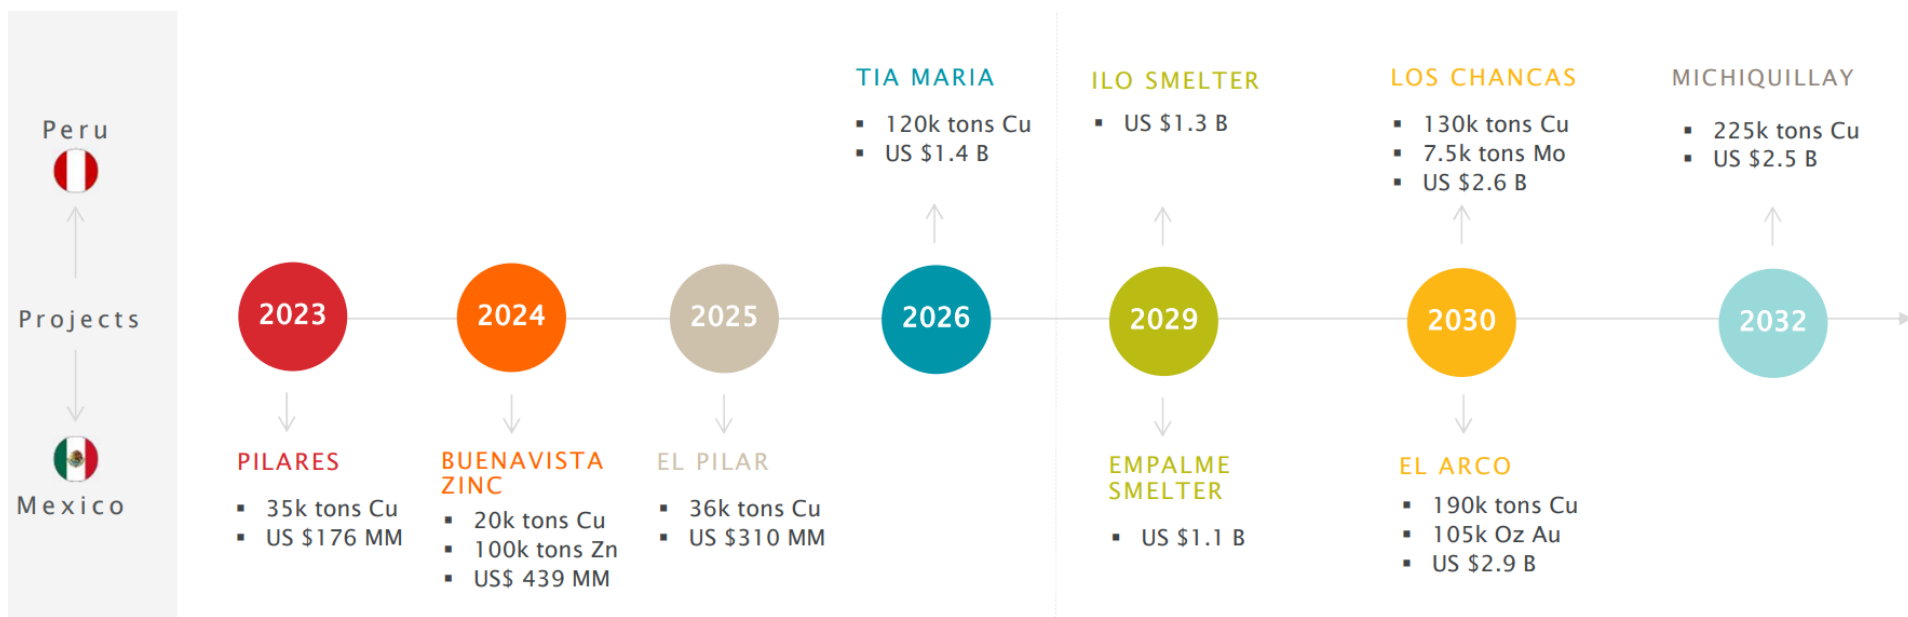 Peru
Projects
Mexico
TIA MARIA
▪ 120k tons Cu
▪ US $1.4 B
ILO SMELTER
▪ US $1.3 B
LOS CHANCAS
▪ 130k tons Cu
▪ 7.5k tons Mo
▪ US $2.6 B
MICHIQUILLAY
▪ 225k tons Cu
▪ US $2.5 B
2023
2024
2025
2026
2029
2030
2032
PILARES
▪ 35k tons Cu
▪ US $176 MM
BUENAVISTA
ZINC
▪ 20k tons Cu
▪ 100k tons Zn
▪ US$ 439 MM
EL PILAR
▪ 36k tons Cu
▪ US $310 MM
EMPALME
SMELTER
▪ US $1.1 B
EL ARCO
▪ 190k tons Cu
▪ 105k Oz Au
▪ US $2.9 B